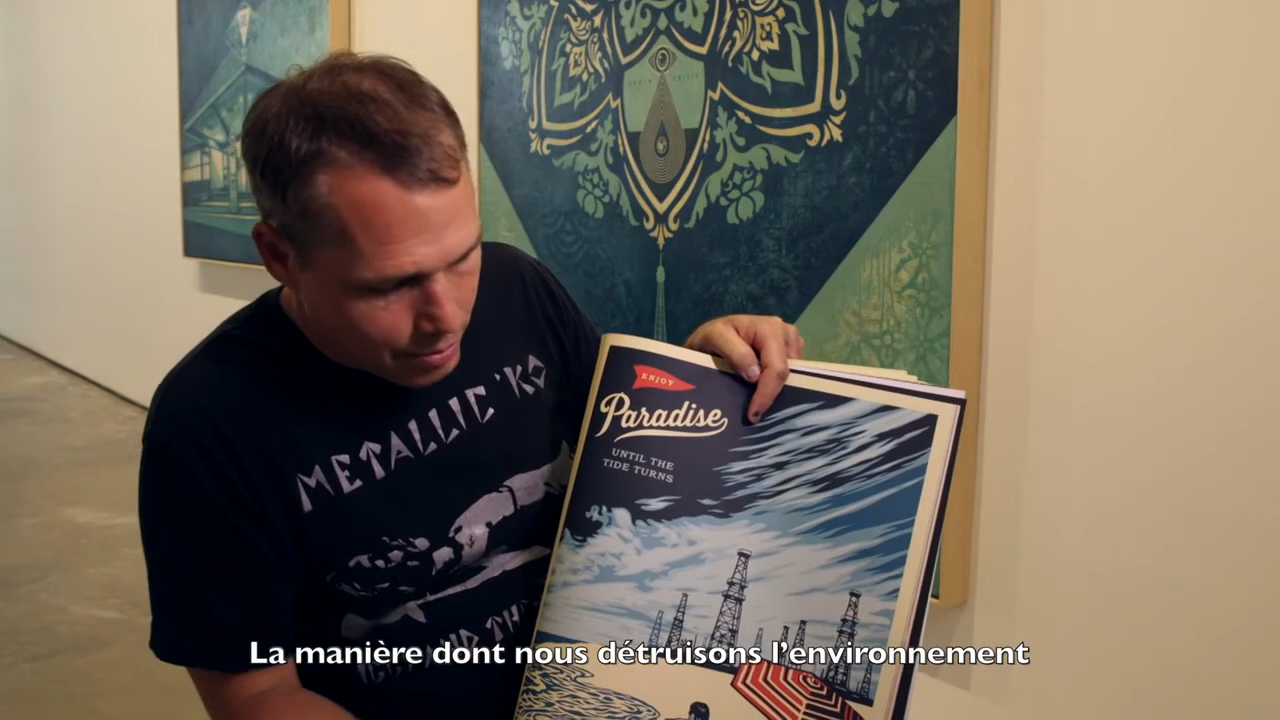 ENJOY
Paradise
UNTIL THE
TIDE TURNS
METALLIC 'KO
La manière dont nous détruisons l'environnement